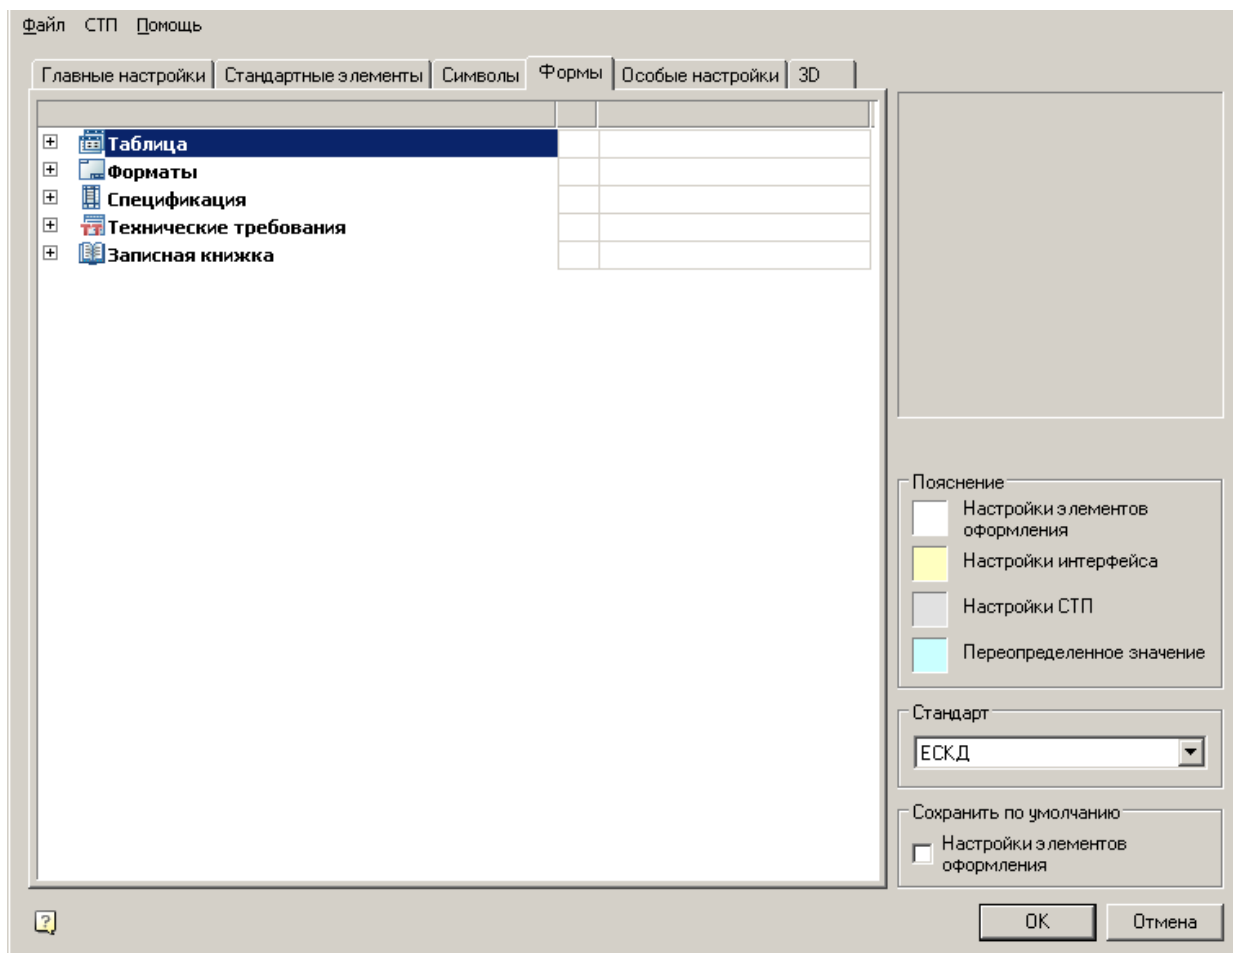 Файл СТП Помощь
Главные настройки Стандартные элементы Символы Формы Особые настройки 3D
Таблица
Форматы
Спецификация
Технические требования
Записная книжка
Пояснение
Настройки элементов
оформления
Настройки интерфейса
Настройки СТП
Переопределенное значение
Стандарт
ЕСКД
Сохранить по умолчанию
Настройки элементов
оформления
?
OK Отмена